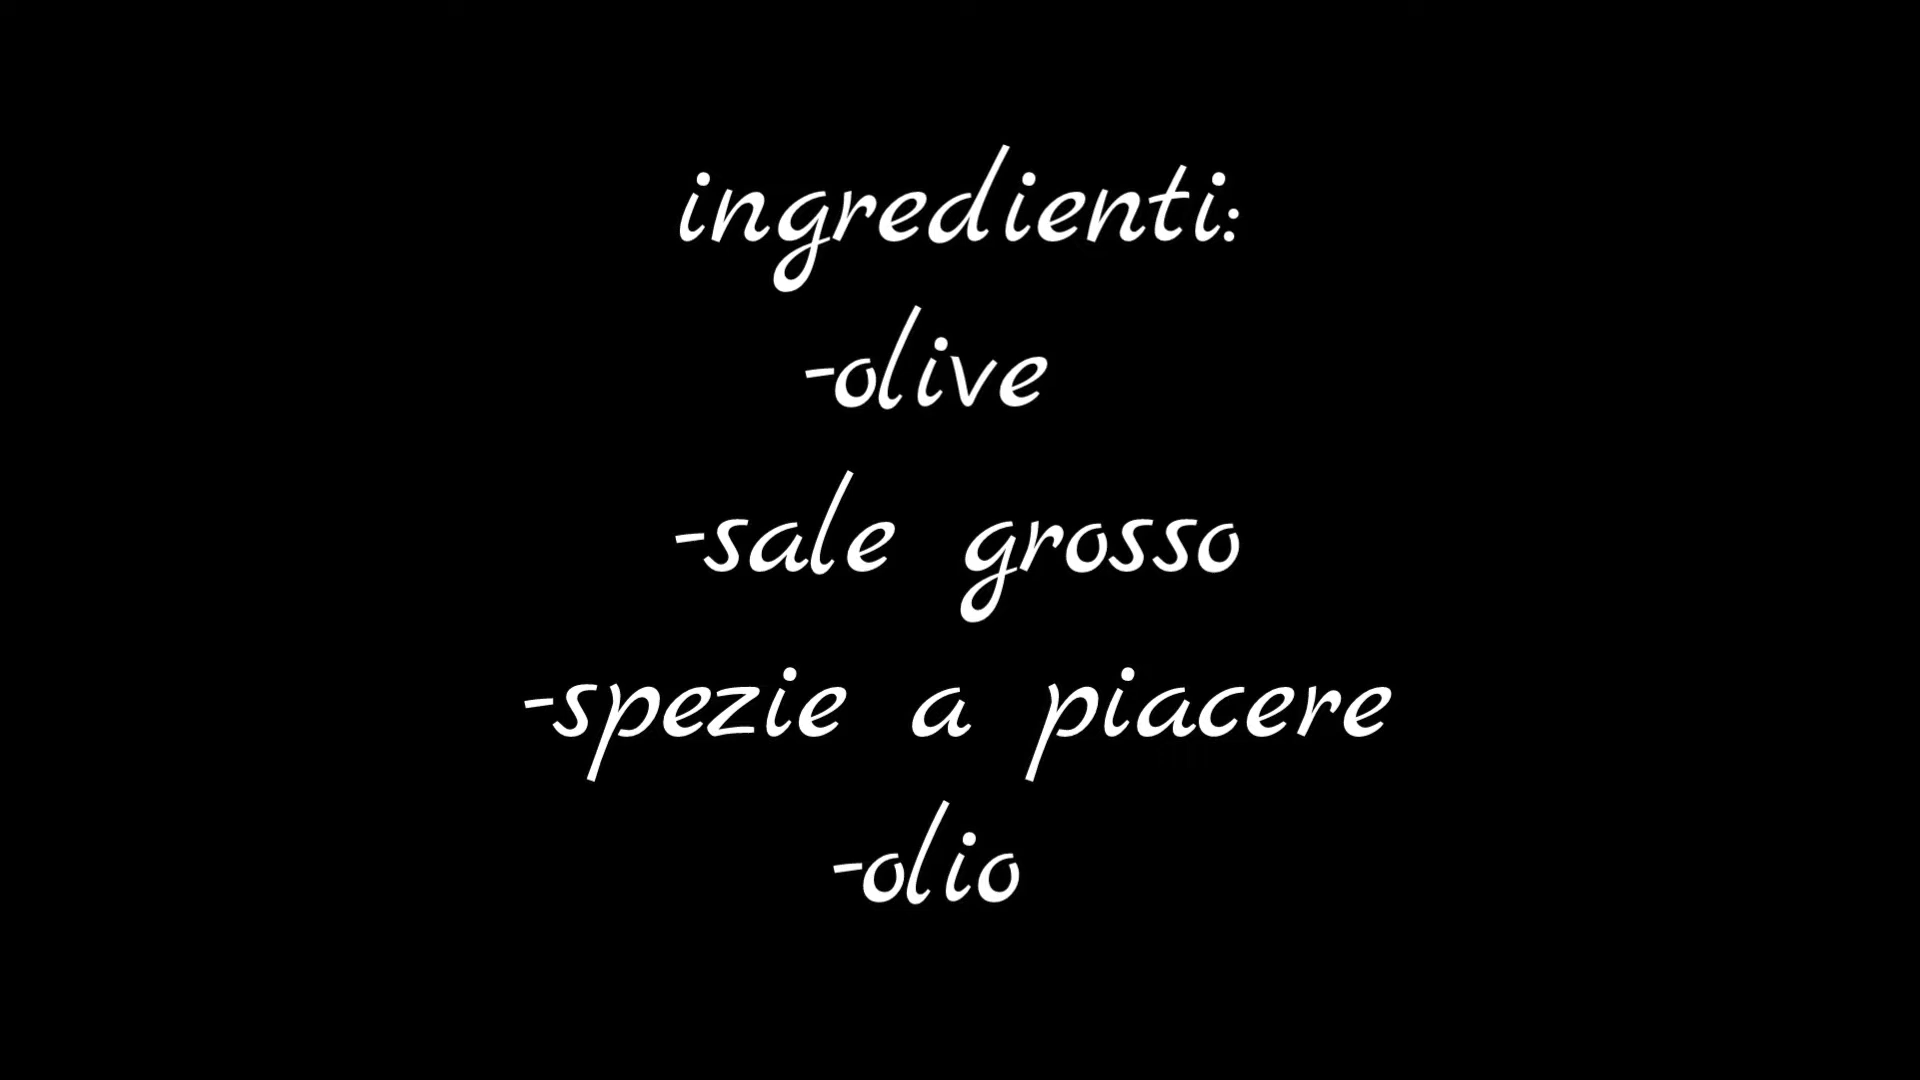 ingredienti:
-olive
-sale grosso
-spezie a piacere
-olio